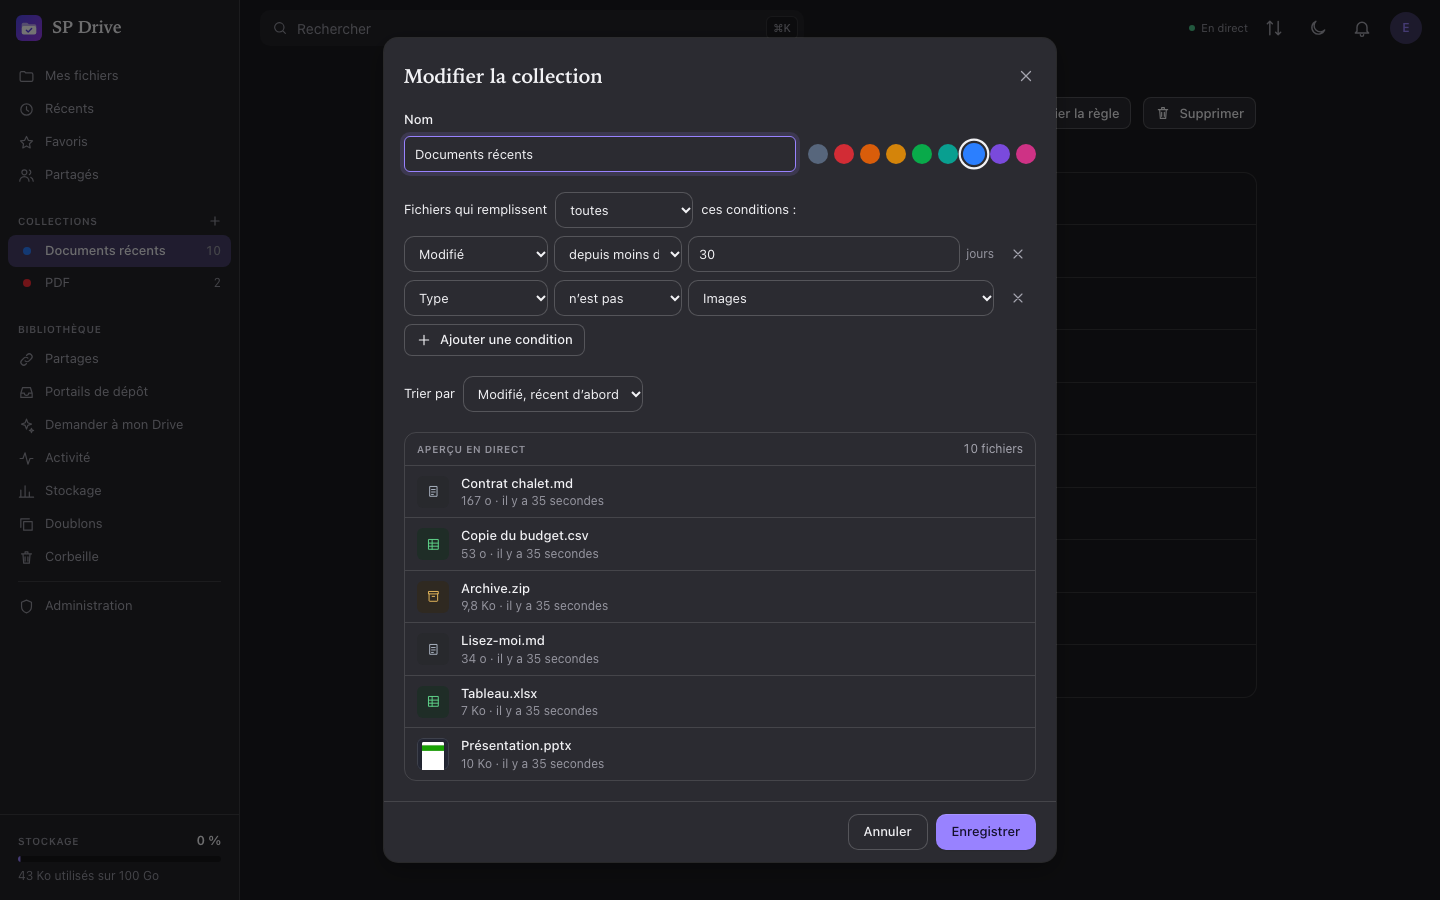 SP Drive
Rechercher
⌘K
En direct
E
Mes fichiers
Récents
Favoris
Partagés
COLLECTIONS
Documents récents 10
PDF 2
BIBLIOTHÈQUE
Partages
Portails de dépôt
Demander à mon Drive
Activité
Stockage
Doublons
Corbeille
Administration
STOCKAGE 0 %
43 Ko utilisés sur 100 Go
ier la règle
Supprimer
Modifier la collection
Nom
Documents récents
Fichiers qui remplissent toutes ces conditions :
Modifié depuis moins d 30 jours
Type n’est pas Images
Ajouter une condition
Trier par Modifié, récent d’abord
APERÇU EN DIRECT 10 fichiers
Contrat chalet.md
167 o · il y a 35 secondes
Copie du budget.csv
53 o · il y a 35 secondes
Archive.zip
9,8 Ko · il y a 35 secondes
Lisez-moi.md
34 o · il y a 35 secondes
Tableau.xlsx
7 Ko · il y a 35 secondes
Présentation.pptx
10 Ko · il y a 35 secondes
Annuler
Enregistrer